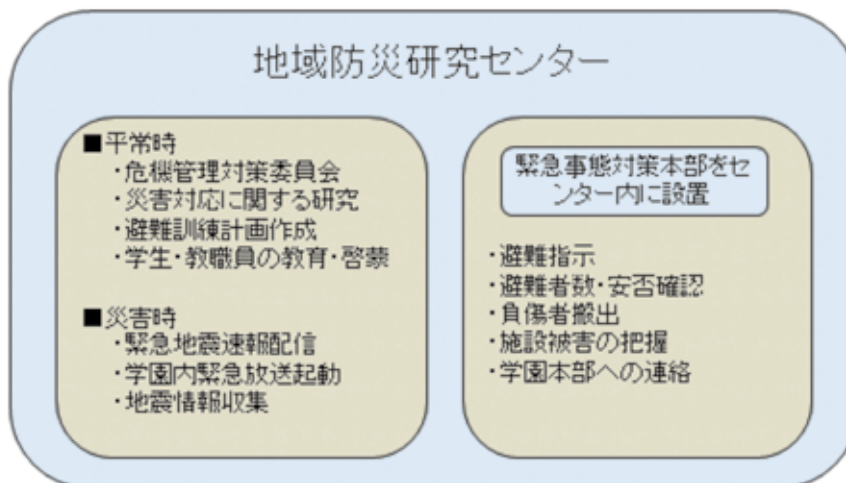 地域防災研究センター
■平常時
・危機管理対策委員会
・災害対応に関する研究
・避難訓練計画作成
・学生・教職員の教育・啓蒙
■災害時
・緊急地震速報配信
・学園内緊急放送起動
・地震情報収集
緊急事態対策本部をセ
ンター内に設置
・避難指示
・避難者数・安否確認
・負傷者搬出
・施設被害の把握
・学園本部への連絡